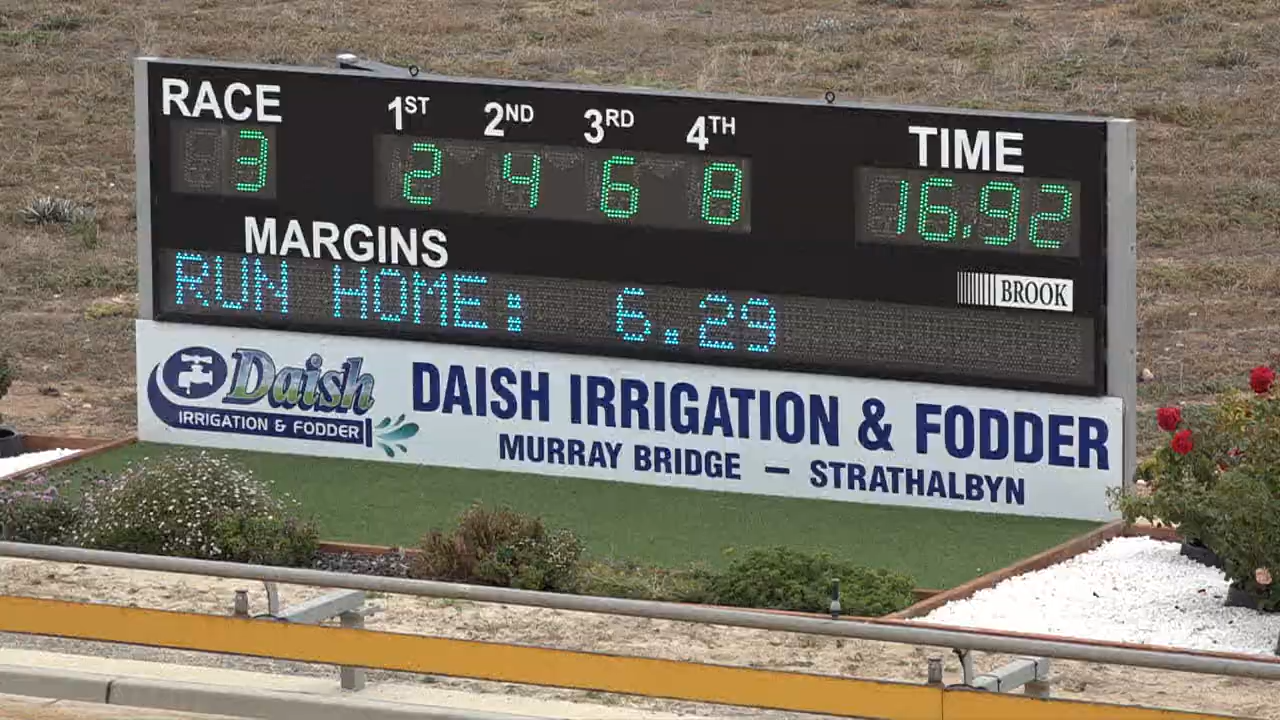 RACE 1ST 2ND 3RD 4TH TIME
3 2 4 6 8 16.92
MARGINS
RUN HOME: 6.29
BROOK
Daish
IRRIGATION & FODDER
DAISH IRRIGATION & FODDER
MURRAY BRIDGE – STRATHALBYN